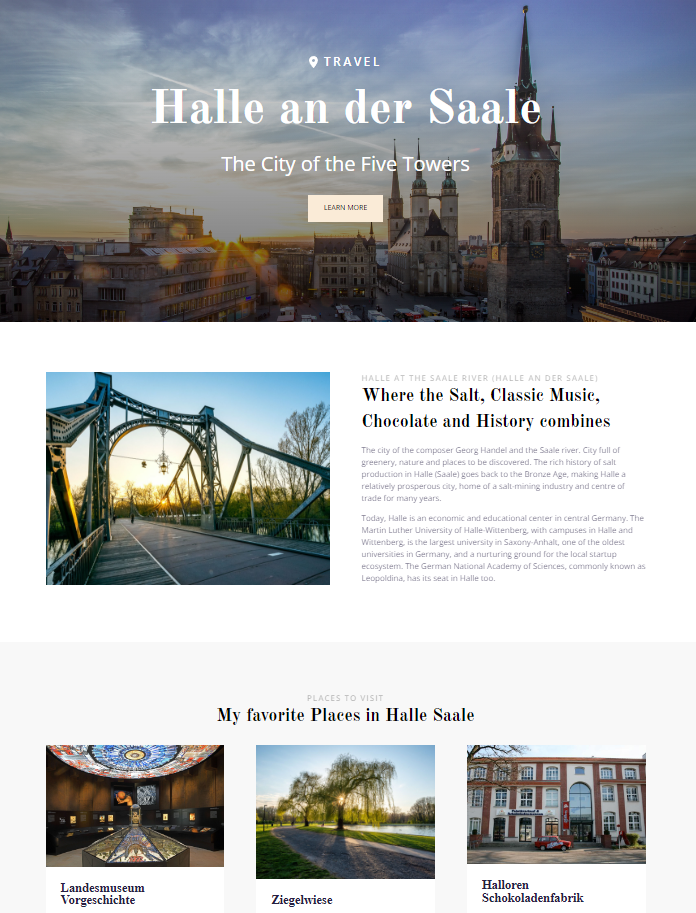 TRAVEL
Halle an der Saale
The City of the Five Towers
LEARN MORE
HALLE AT THE SAALE RIVER (HALLE AN DER SAALE)
Where the Salt, Classic Music,
Chocolate and History combines
The city of the composer Georg Handel and the Saale river. City full of
greenery, nature and places to be discovered. The rich history of salt
production in Halle (Saale) goes back to the Bronze Age, making Halle a
relatively prosperous city, home of a salt-mining industry and centre of
trade for many years.
Today, Halle is an economic and educational center in central Germany. The
Martin Luther University of Halle-Wittenberg, with campuses in Halle and
Wittenberg, is the largest university in Saxony-Anhalt, one of the oldest
universities in Germany, and a nurturing ground for the local startup
ecosystem. The German National Academy of Sciences, commonly known as
Leopoldina, has its seat in Halle too.
PLACES TO VISIT
My favorite Places in Halle Saale
Landesmuseum
Vorgeschichte
Ziegelwiese
Halloren
Schokoladenfabrik